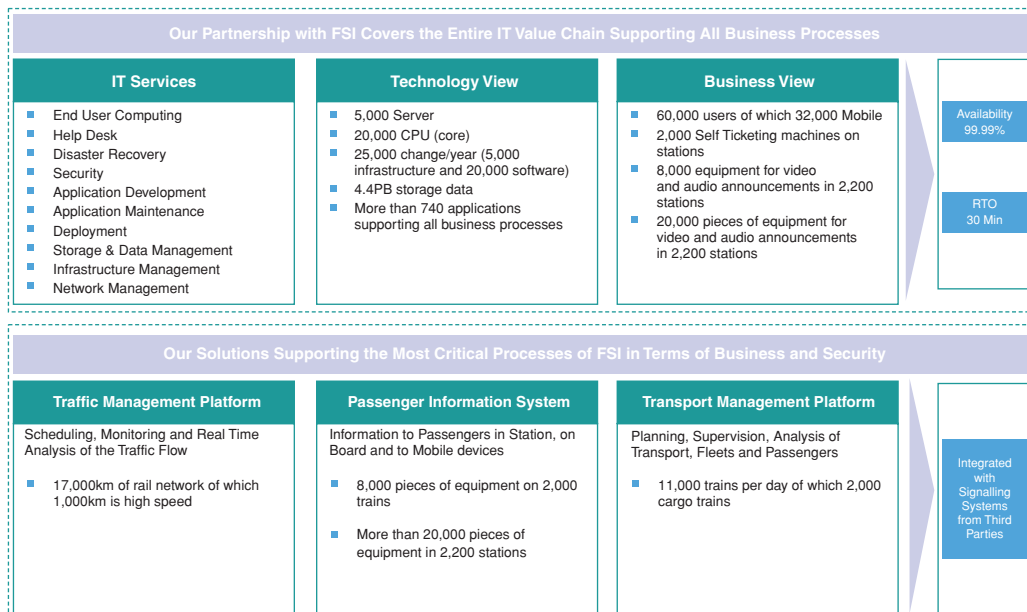 Our Partnership with FSI Covers the Entire IT Value Chain Supporting All Business Processes
IT Services
End User Computing
Help Desk
Disaster Recovery
Security
Application Development
Application Maintenance
Deployment
Storage & Data Management
Infrastructure Management
Network Management
Technology View
5,000 Server
20,000 CPU (core)
25,000 change/year (5,000
infrastructure and 20,000 software)
4.4PB storage data
More than 740 applications
supporting all business processes
Business View
60,000 users of which 32,000 Mobile
2,000 Self Ticketing machines on
stations
8,000 equipment for video
and audio announcements in 2,200
stations
20,000 pieces of equipment for
video and audio announcements
in 2,200 stations
Availability
99.99%
RTO
30 Min
Our Solutions Supporting the Most Critical Processes of FSI in Terms of Business and Security
Traffic Management Platform
Scheduling, Monitoring and Real Time
Analysis of the Traffic Flow
17,000km of rail network of which
1,000km is high speed
Passenger Information System
Information to Passengers in Station, on
Board and to Mobile devices
8,000 pieces of equipment on 2,000
trains
More than 20,000 pieces of
equipment in 2,200 stations
Transport Management Platform
Planning, Supervision, Analysis of
Transport, Fleets and Passengers
11,000 trains per day of which 2,000
cargo trains
Integrated
with
Signalling
Systems
from Third
Parties